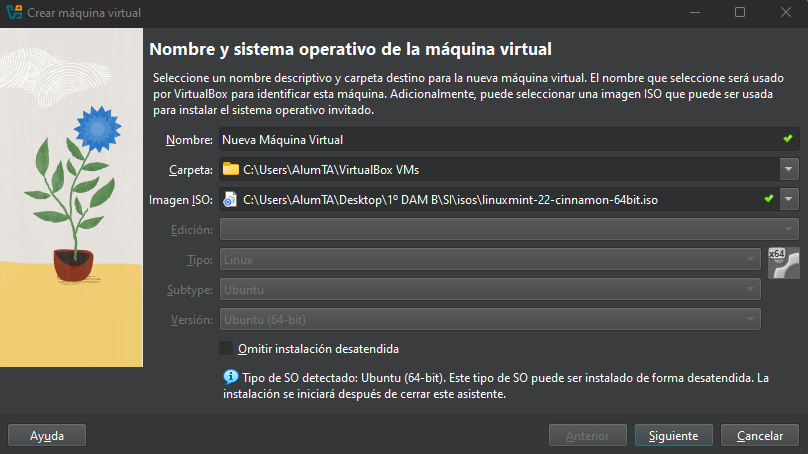 Crear máquina virtual
Nombre y sistema operativo de la máquina virtual
Seleccione un nombre descriptivo y carpeta destino para la nueva máquina virtual. El nombre que seleccione será usado
por VirtualBox para identificar esta máquina. Adicionalmente, puede seleccionar una imagen ISO que puede ser usada
para instalar el sistema operativo invitado.
Nombre: Nueva Máquina Virtual
Carpeta: C:\Users\AlumTA\VirtualBox VMs
Imagen ISO: C:\Users\AlumTA\Desktop\1º DAM B\SI\isos\linuxmint-22-cinnamon-64bit.iso
Edición:
Tipo: Linux
x64
Subtype: Ubuntu
Versión: Ubuntu (64-bit)
Omitir instalación desatendida
Tipo de SO detectado: Ubuntu (64-bit). Este tipo de SO puede ser instalado de forma desatendida. La
instalación se iniciará después de cerrar este asistente.
Ayuda Anterior Siguiente Cancelar